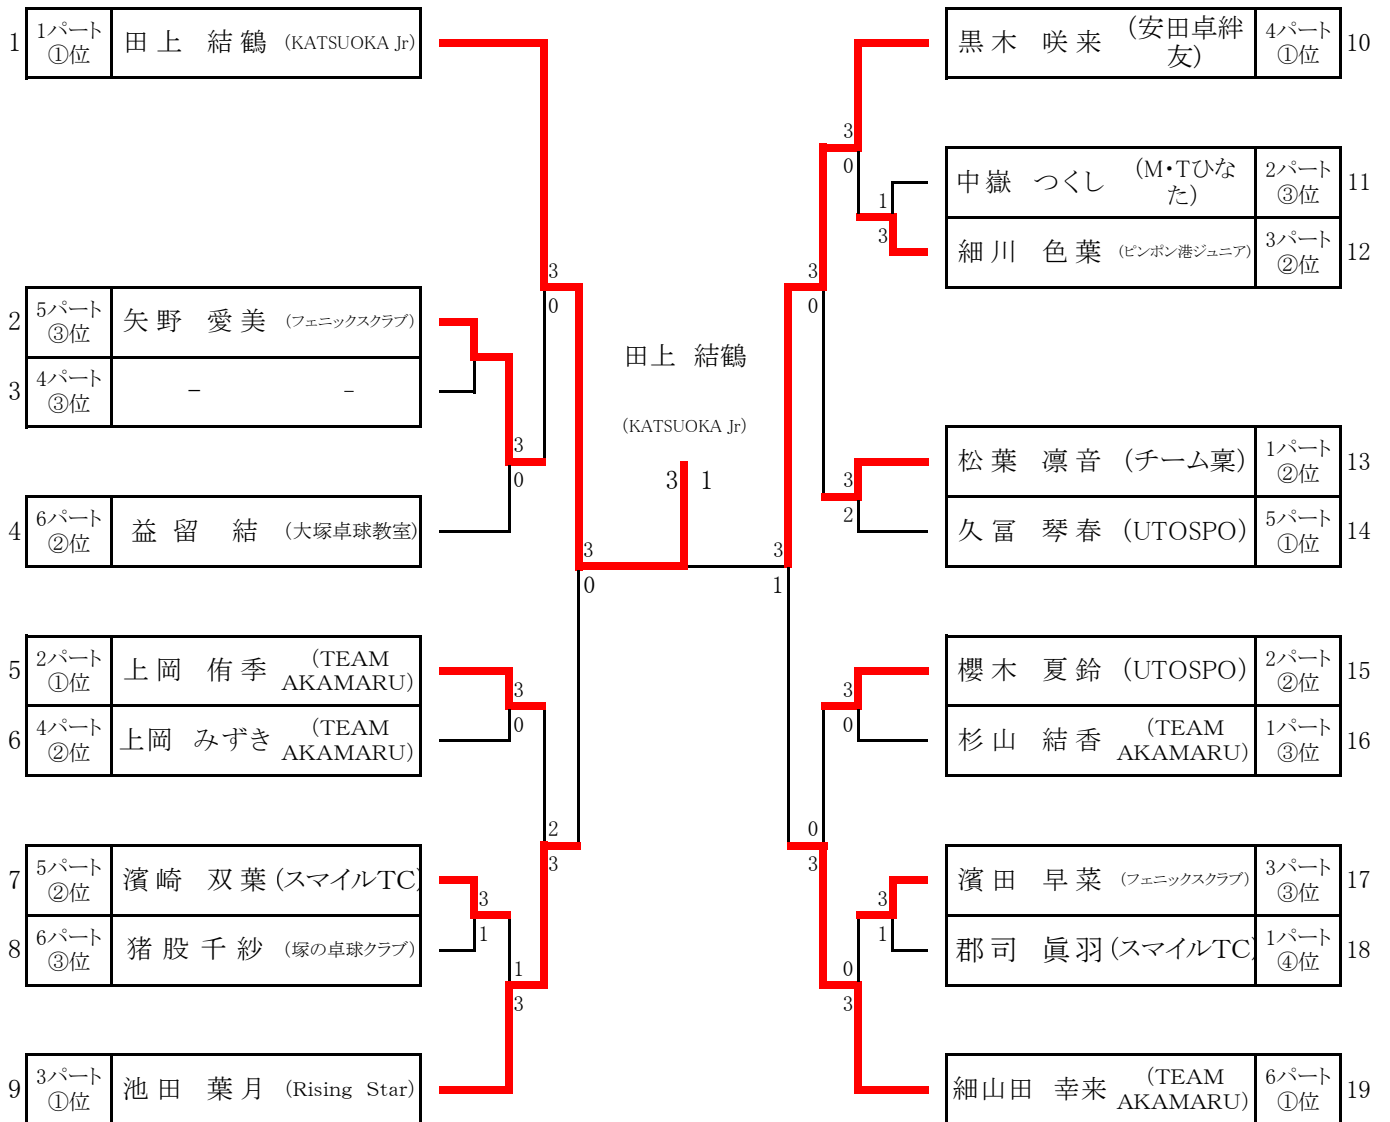 1 1パート ①位 田上 結鶴 (KATSUOKA Jr)
2 5パート ③位 矢野 愛美 (フェニックスクラブ)
3 4パート ③位 － －
4 6パート ②位 益留 結 (大塚卓球教室)
5 2パート ①位 上岡 侑季 (TEAM AKAMARU)
6 4パート ②位 上岡 みずき (TEAM AKAMARU)
7 5パート ②位 濱崎 双葉 (スマイルTC)
8 6パート ③位 猪股 千紗 (塚の卓球クラブ)
9 3パート ①位 池田 葉月 (Rising Star)
3
0
3
0
3
0
3
0
2
3
3
1
1
3
田上 結鶴
(KATSUOKA Jr)
3 1
3
0
1
3
3
0
3
2
3
1
3
0
0
3
3
1
0
3
黒木 咲来 (安田卓絆友) 4パート ①位 10
中嶽 つくし (M・Tひなた) 2パート ③位 11
細川 色葉 (ピンポン港ジュニア) 3パート ②位 12
松葉 凛音 (チーム稟) 1パート ②位 13
久冨 琴春 (UTOSPO) 5パート ①位 14
櫻木 夏鈴 (UTOSPO) 2パート ②位 15
杉山 結香 (TEAM AKAMARU) 1パート ③位 16
濱田 早菜 (フェニックスクラブ) 3パート ③位 17
郡司 眞羽 (スマイルTC) 1パート ④位 18
細山田 幸来 (TEAM AKAMARU) 6パート ①位 19